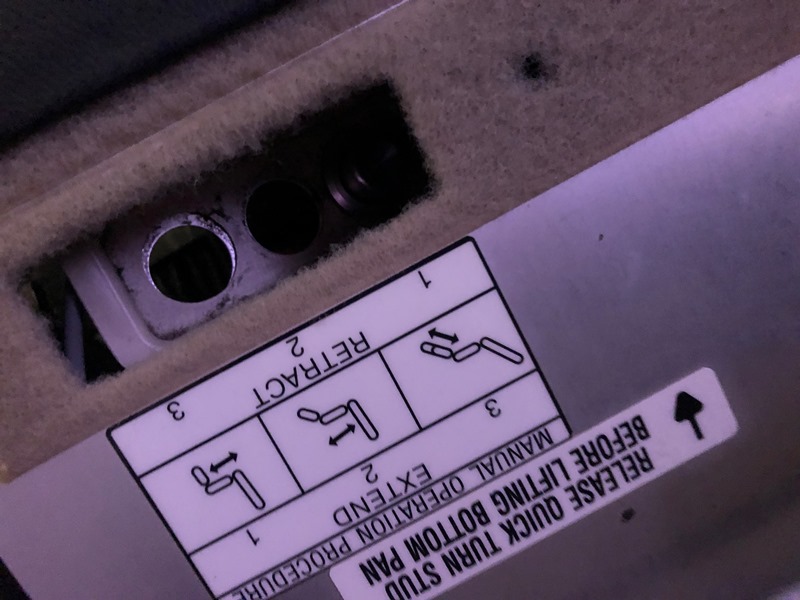 RELEASE QUICK TURN STUD
BEFORE LIFTING BOTTOM PAN
MANUAL OPERATION PROCEDURE
EXTEND
3 2 1
RETRACT
1 2 3